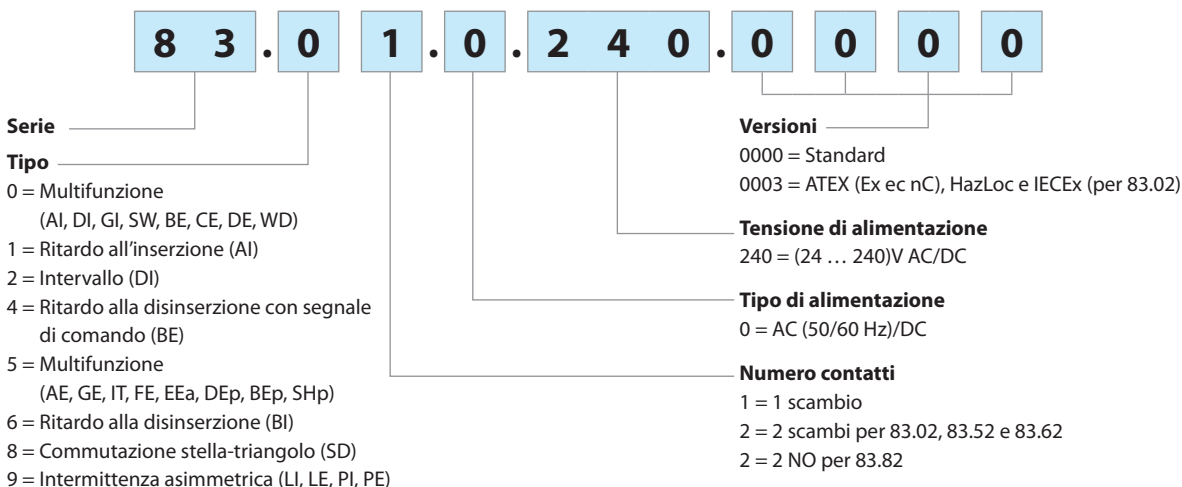 8 3 . 0 1 . 0 . 2 4 0 . 0 0 0 0
Serie
Tipo
0 = Multifunzione
(AI, DI, GI, SW, BE, CE, DE, WD)
1 = Ritardo all’inserzione (AI)
2 = Intervallo (DI)
4 = Ritardo alla disinserzione con segnale
di comando (BE)
5 = Multifunzione
(AE, GE, IT, FE, EEa, DEp, BEp, SHp)
6 = Ritardo alla disinserzione (BI)
8 = Commutazione stella-triangolo (SD)
9 = Intermittenza asimmetrica (LI, LE, PI, PE)
Versioni
0000 = Standard
0003 = ATEX (Ex ec nC), HazLoc e IECEx (per 83.02)
Tensione di alimentazione
240 = (24 … 240)V AC/DC
Tipo di alimentazione
0 = AC (50/60 Hz)/DC
Numero contatti
1 = 1 scambio
2 = 2 scambi per 83.02, 83.52 e 83.62
2 = 2 NO per 83.82